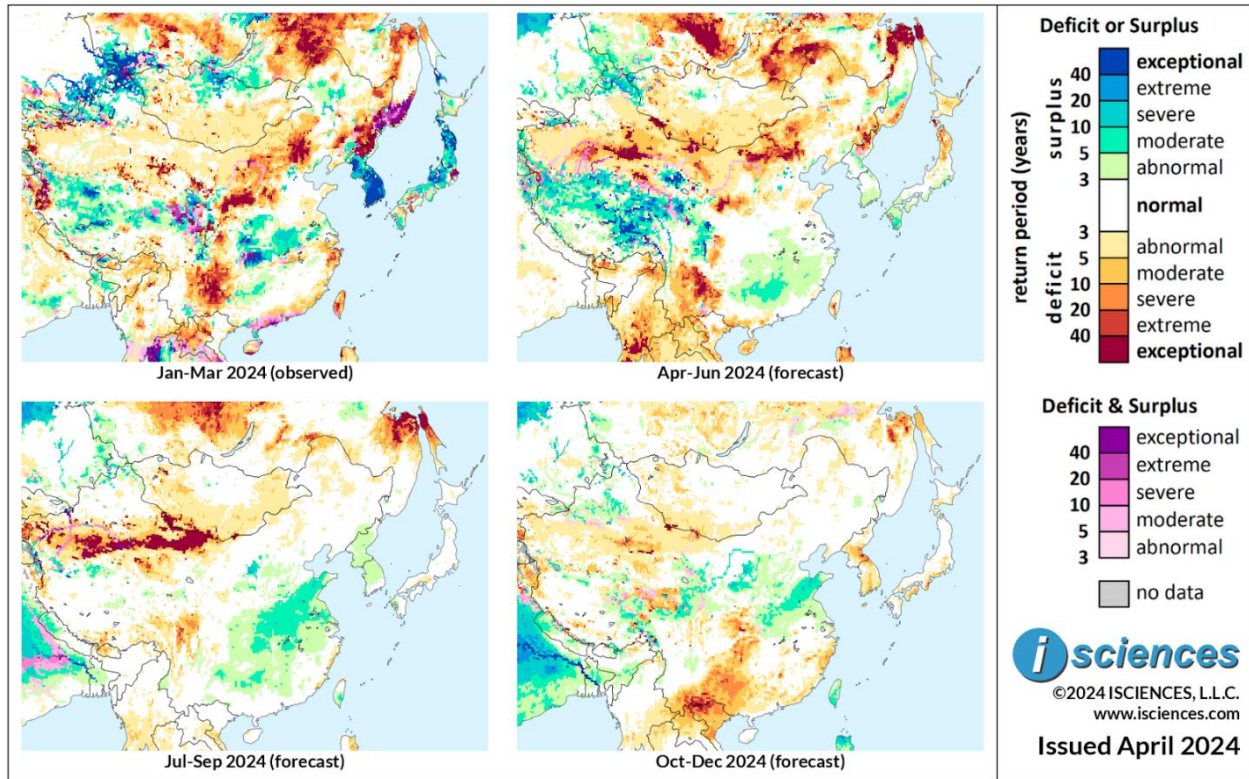 Jan-Mar 2024 (observed)
Apr-Jun 2024 (forecast)
Jul-Sep 2024 (forecast)
Oct-Dec 2024 (forecast)
Deficit or Surplus
return period (years)
surplus
deficit
exceptional
40
extreme
20
severe
10
moderate
5
abnormal
3
normal
3
abnormal
5
moderate
10
severe
20
extreme
40
exceptional
Deficit & Surplus
exceptional
40
extreme
20
severe
10
moderate
5
abnormal
3
no data
i sciences
©2024 ISCIENCES, L.L.C.
www.isciences.com
Issued April 2024